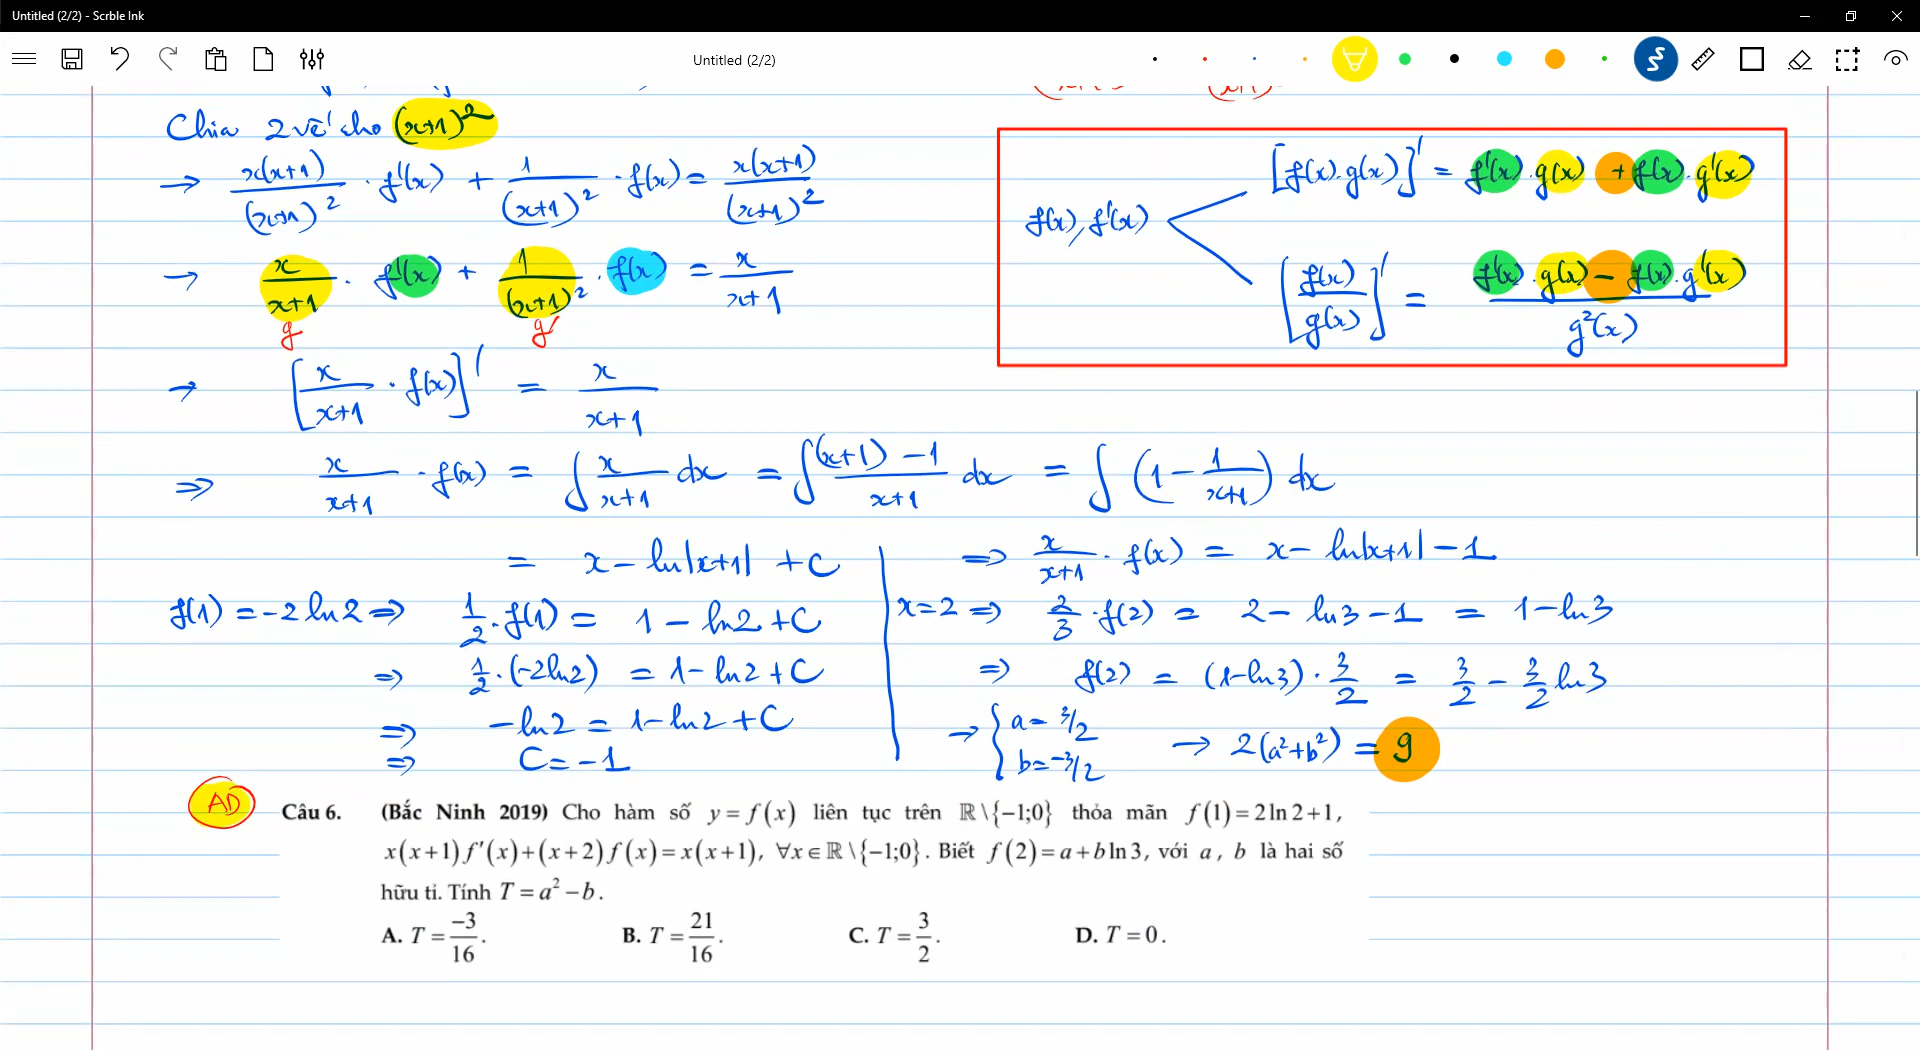 Untitled (2/2) - Scrble Ink
Untitled (2/2)
Chia 2 vế cho (x+1)^2
→ x(x+1)/(x+1)^2 · f'(x) + 1/(x+1)^2 · f(x) = x(x+1)/(x+1)^2
→ x/(x+1) · f'(x) + 1/(x+1)^2 · f(x) = x/(x+1)
g g'
→ [x/(x+1) · f(x)]' = x/(x+1)
f(x), f'(x)
[f(x).g(x)]' = f'(x).g(x) + f(x).g'(x)
[f(x)/g(x)]' = (f'(x).g(x) - f(x).g'(x))/g^2(x)
⇒ x/(x+1) · f(x) = ∫ x/(x+1) dx = ∫ ((x+1) - 1)/(x+1) dx = ∫ (1 - 1/(x+1)) dx
= x - ln|x+1| + C
f(1) = -2ln2 ⇒ 1/2 · f(1) = 1 - ln2 + C
⇒ 1/2 · (-2ln2) = 1 - ln2 + C
⇒ -ln2 = 1 - ln2 + C
⇒ C = -1
⇒ x/(x+1) · f(x) = x - ln|x+1| - 1
x=2 ⇒ 2/3 · f(2) = 2 - ln3 - 1 = 1 - ln3
⇒ f(2) = (1-ln3) · 3/2 = 3/2 - 3/2 ln3
→ { a = 3/2
b = -3/2 → 2(a^2+b^2) = 9
AD
Câu 6. (Bắc Ninh 2019) Cho hàm số y = f(x) liên tục trên ℝ\{-1;0} thỏa mãn f(1) = 2ln2+1,
x(x+1)f'(x)+(x+2)f(x)=x(x+1), ∀x∈ℝ\{-1;0}. Biết f(2)=a+bln3, với a, b là hai số
hữu tỉ. Tính T = a^2 - b.
A. T = -3/16. B. T = 21/16. C. T = 3/2. D. T = 0.